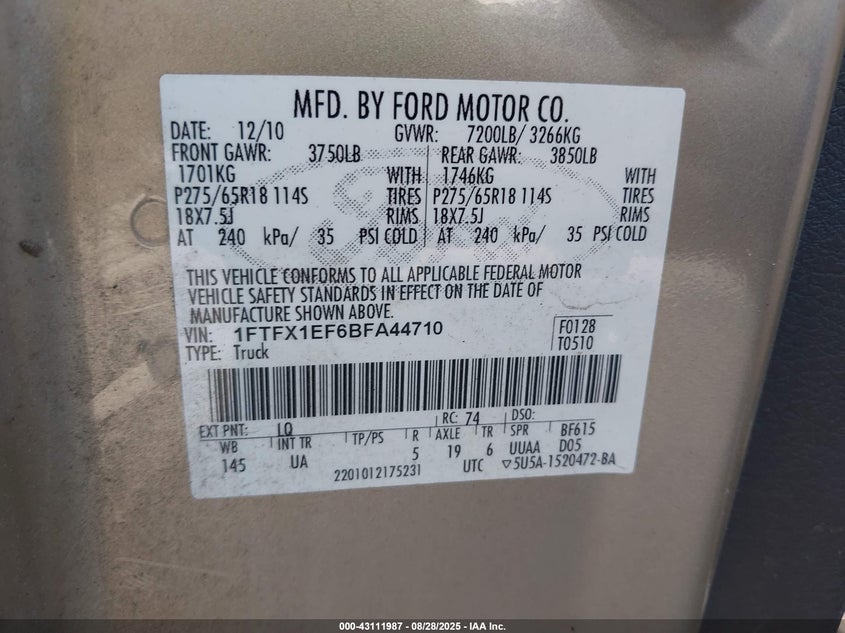 MFD. BY FORD MOTOR CO.
DATE: 12/10 GVWR: 7200LB/ 3266KG
FRONT GAWR: 3750LB REAR GAWR: 3850LB
1701KG WITH 1746KG WITH
P275/65R18 114S TIRES P275/65R18 114S TIRES
18X7.5J RIMS 18X7.5J RIMS
AT 240 kPa/ 35 PSI COLD AT 240 kPa/ 35 PSI COLD
THIS VEHICLE CONFORMS TO ALL APPLICABLE FEDERAL MOTOR
VEHICLE SAFETY STANDARDS IN EFFECT ON THE DATE OF
MANUFACTURE SHOWN ABOVE.
VIN: 1FTFX1EF6BFA44710 F0128
TYPE: Truck T0510
EXT PNT: LQ RC: 74 DSO:
WB INT TR TP/PS R AXLE TR SPR BF615
145 UA 5 19 6 UUAA D05
2201012175231 UTC ▽5U5A-1520472-BA
000-43111987 - 08/28/2025 - IAA Inc.